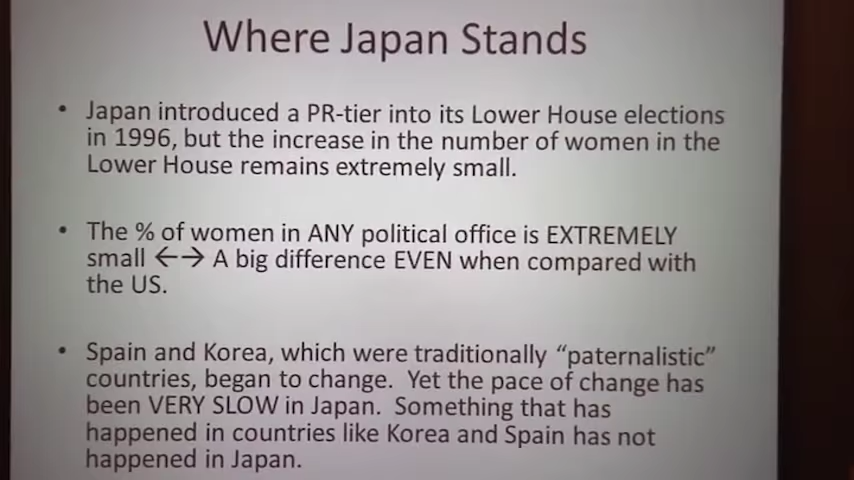 Where Japan Stands
• Japan introduced a PR-tier into its Lower House elections
in 1996, but the increase in the number of women in the
Lower House remains extremely small.
• The % of women in ANY political office is EXTREMELY
small ←→ A big difference EVEN when compared with
the US.
• Spain and Korea, which were traditionally “paternalistic”
countries, began to change. Yet the pace of change has
been VERY SLOW in Japan. Something that has
happened in countries like Korea and Spain has not
happened in Japan.